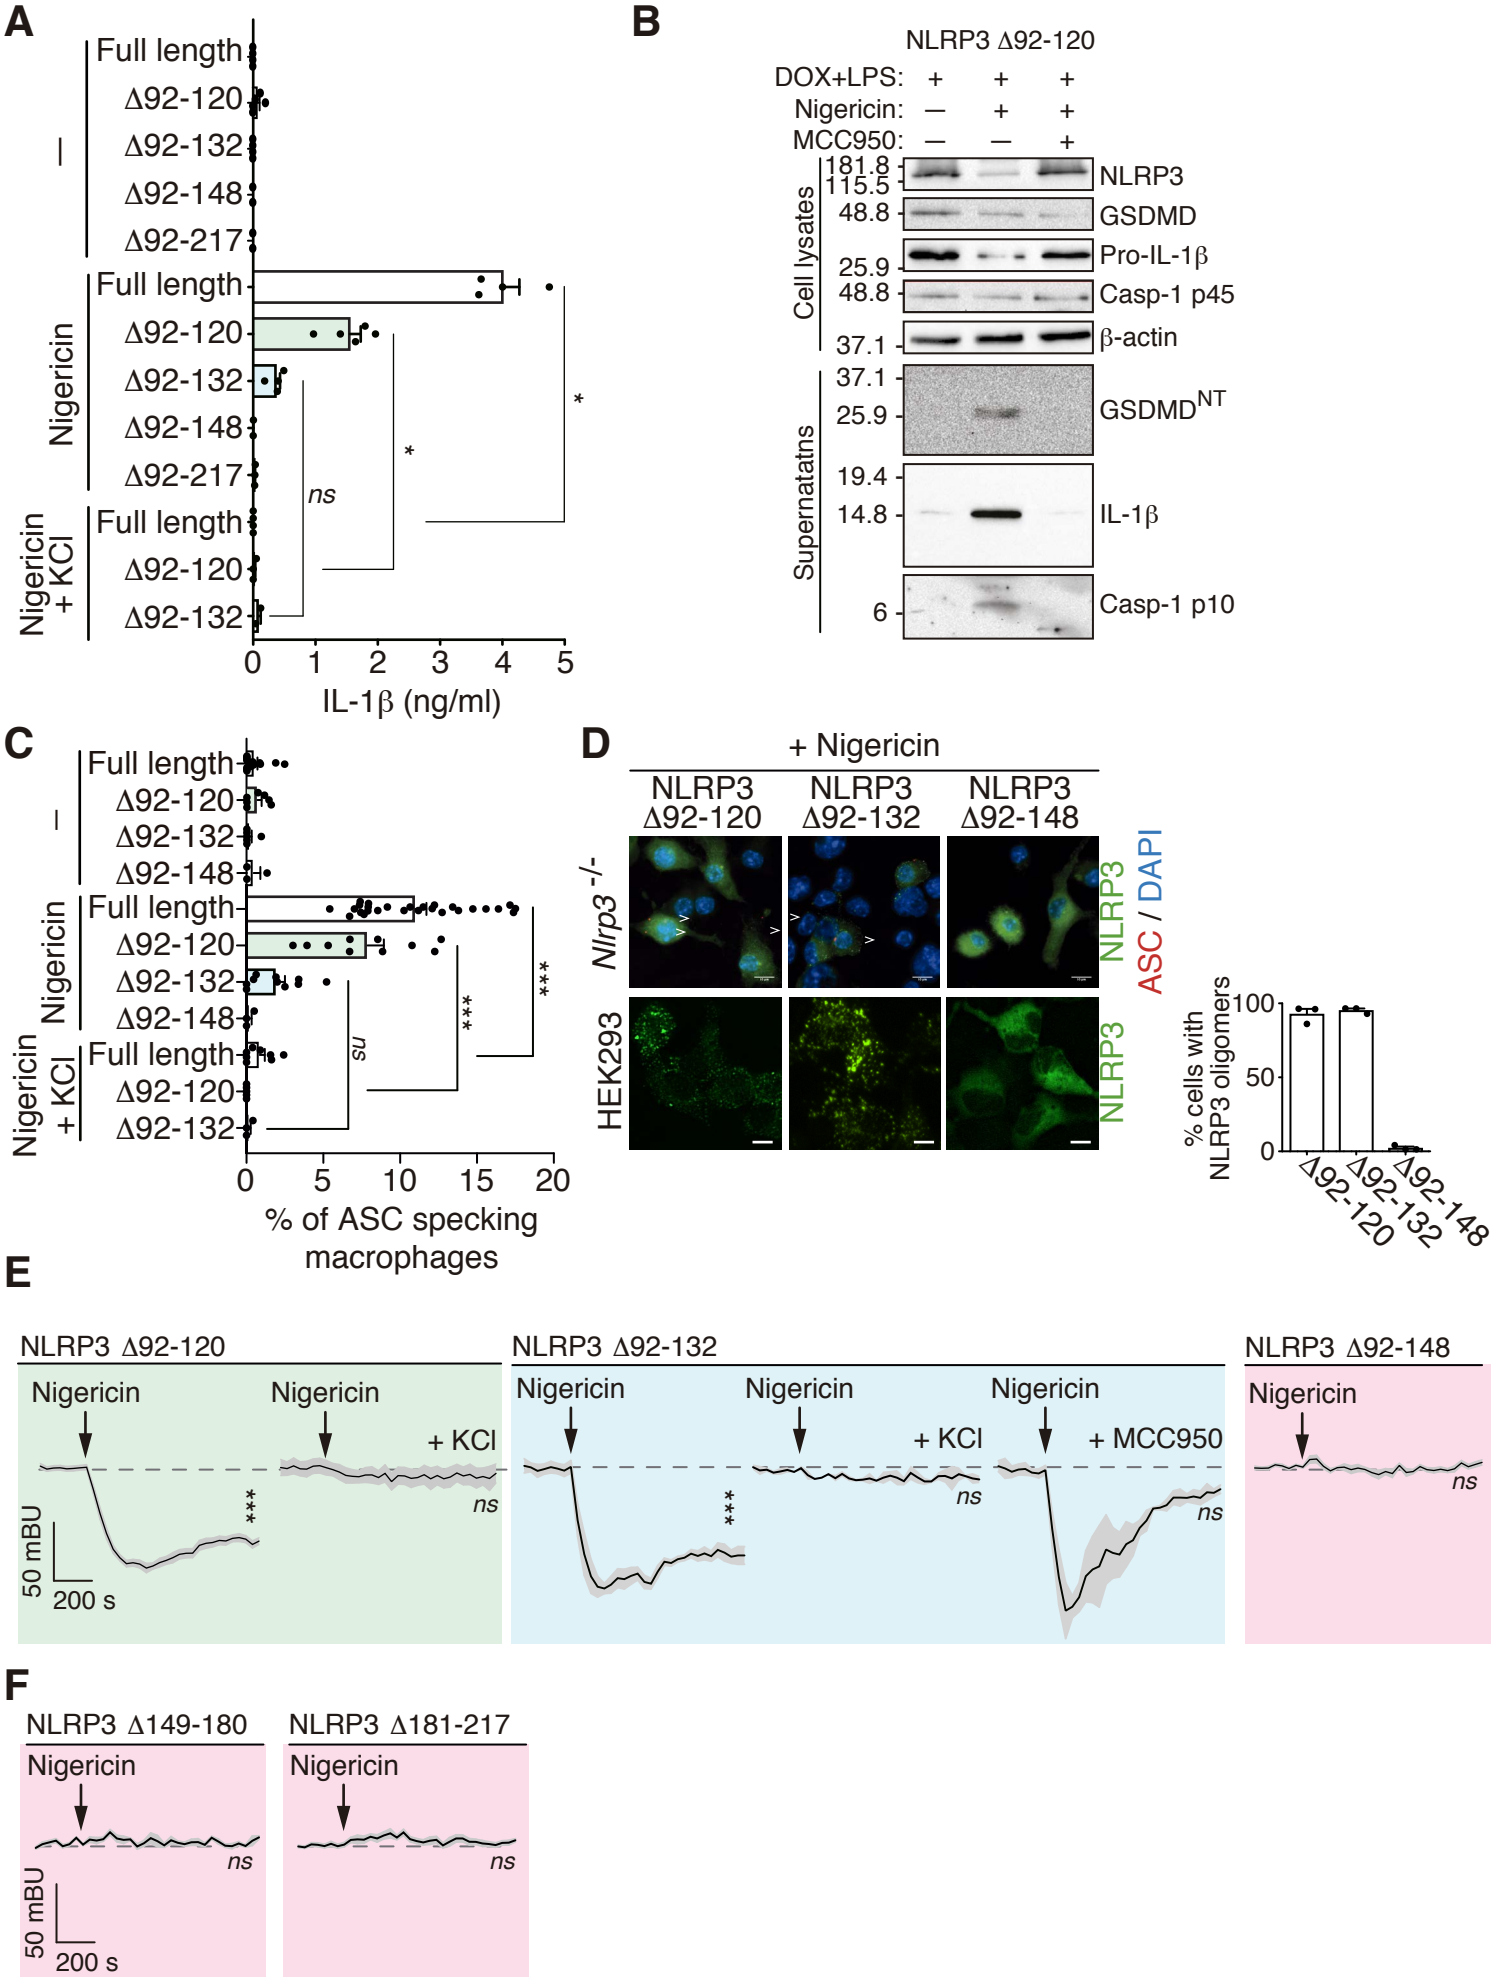 A
Full length
Δ92-120
Δ92-132
Δ92-148
Δ92-217
–
Full length
Δ92-120
Δ92-132
Δ92-148
Δ92-217
Nigericin
Full length
Δ92-120
Δ92-132
Nigericin
+ KCl
ns
*
*
0 1 2 3 4 5
IL-1β (ng/ml)
B
NLRP3 Δ92-120
DOX+LPS: + + +
Nigericin: – + +
MCC950: – – +
Cell lysates
181.8
115.5
NLRP3
48.8
GSDMD
Pro-IL-1β
25.9
48.8
Casp-1 p45
β-actin
37.1
Supernatatns
37.1
25.9
GSDMD^NT
19.4
14.8
IL-1β
6
Casp-1 p10
C
Full length
Δ92-120
Δ92-132
Δ92-148
–
Full length
Δ92-120
Δ92-132
Δ92-148
Nigericin
Full length
Δ92-120
Δ92-132
Nigericin
+ KCl
ns
***
***
0 5 10 15 20
% of ASC specking
macrophages
D
+ Nigericin
NLRP3
Δ92-120
NLRP3
Δ92-132
NLRP3
Δ92-148
Nlrp3 -/-
HEK293
NLRP3
ASC / DAPI
NLRP3
% cells with
NLRP3 oligomers
100
50
0
Δ92-120
Δ92-132
Δ92-148
E
NLRP3 Δ92-120
Nigericin
Nigericin
+ KCl
***
ns
50 mBU
200 s
NLRP3 Δ92-132
Nigericin
Nigericin
+ KCl
Nigericin
+ MCC950
***
ns
ns
NLRP3 Δ92-148
Nigericin
ns
F
NLRP3 Δ149-180
Nigericin
ns
50 mBU
200 s
NLRP3 Δ181-217
Nigericin
ns